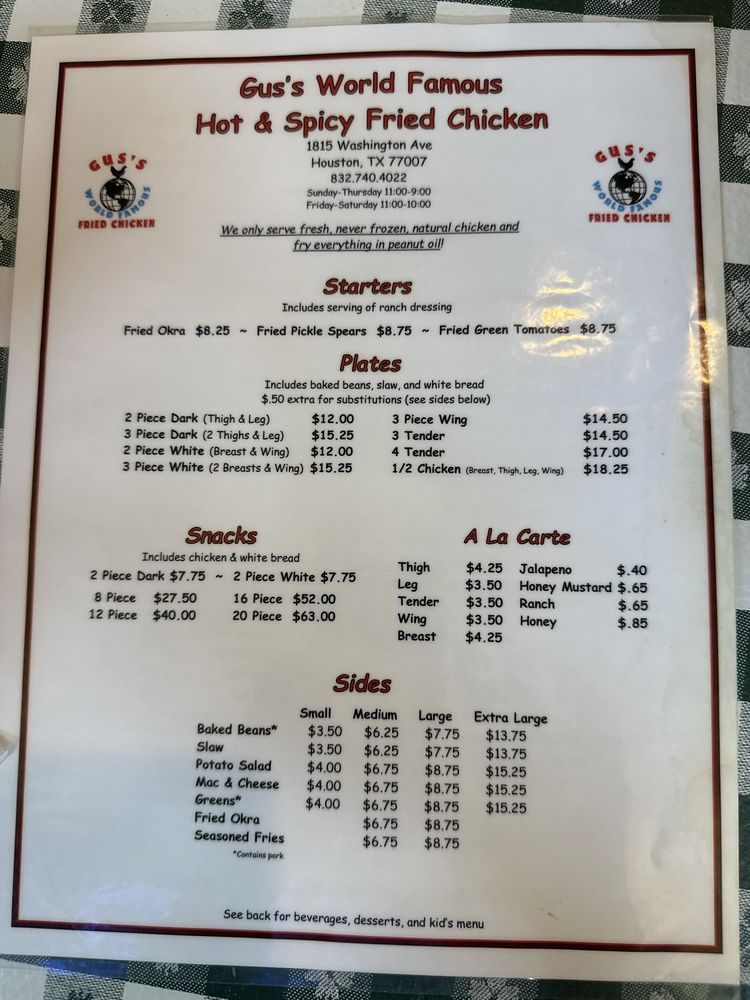 Gus's World Famous
Hot & Spicy Fried Chicken
1815 Washington Ave
Houston, TX 77007
832.740.4022
Sunday-Thursday 11:00-9:00
Friday-Saturday 11:00-10:00
GUS'S
WORLD FAMOUS
FRIED CHICKEN
GUS'S
WORLD FAMOUS
FRIED CHICKEN
We only serve fresh, never frozen, natural chicken and
fry everything in peanut oil!
Starters
Includes serving of ranch dressing
Fried Okra $8.25 ~ Fried Pickle Spears $8.75 ~ Fried Green Tomatoes $8.75
Plates
Includes baked beans, slaw, and white bread
$.50 extra for substitutions (see sides below)
2 Piece Dark (Thigh & Leg) $12.00 3 Piece Wing $14.50
3 Piece Dark (2 Thighs & Leg) $15.25 3 Tender $14.50
2 Piece White (Breast & Wing) $12.00 4 Tender $17.00
3 Piece White (2 Breasts & Wing) $15.25 1/2 Chicken (Breast, Thigh, Leg, Wing) $18.25
Snacks
Includes chicken & white bread
2 Piece Dark $7.75 ~ 2 Piece White $7.75
8 Piece $27.50 16 Piece $52.00
12 Piece $40.00 20 Piece $63.00
A La Carte
Thigh $4.25 Jalapeno $.40
Leg $3.50 Honey Mustard $.65
Tender $3.50 Ranch $.65
Wing $3.50 Honey $.85
Breast $4.25
Sides
Small Medium Large Extra Large
Baked Beans* $3.50 $6.25 $7.75 $13.75
Slaw $3.50 $6.25 $7.75 $13.75
Potato Salad $4.00 $6.75 $8.75 $15.25
Mac & Cheese $4.00 $6.75 $8.75 $15.25
Greens* $4.00 $6.75 $8.75 $15.25
Fried Okra $6.75 $8.75
Seasoned Fries $6.75 $8.75
*Contains pork
See back for beverages, desserts, and kid's menu